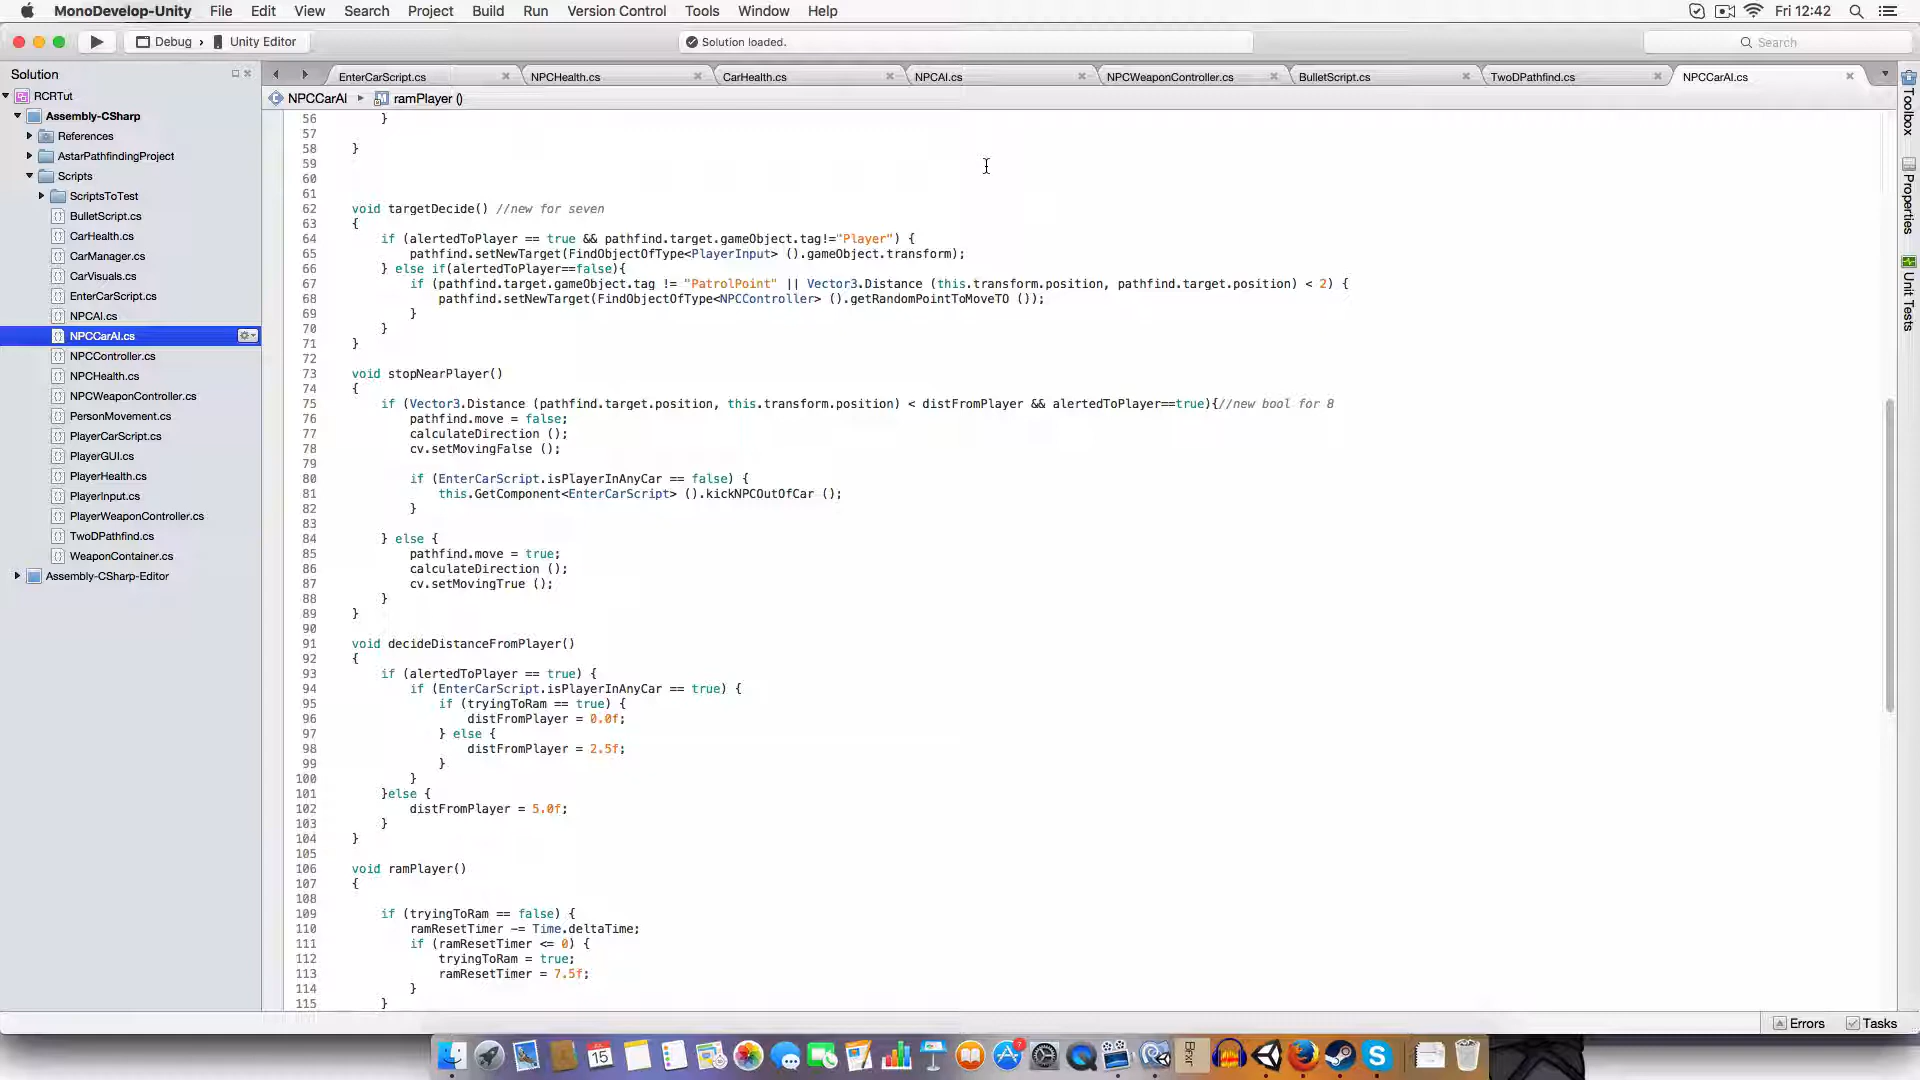 MonoDevelop-Unity File Edit View Search Project Build Run Version Control Tools Window Help Fri 12:42
Debug › Unity Editor Solution loaded. Search
Solution
EnterCarScript.cs NPCHealth.cs CarHealth.cs NPCAI.cs NPCWeaponController.cs BulletScript.cs TwoDPathfind.cs NPCCarAI.cs
NPCCarAI ramPlayer ()
RCRTut
Assembly-CSharp
References
AstarPathfindingProject
Scripts
ScriptsToTest
BulletScript.cs
CarHealth.cs
CarManager.cs
CarVisuals.cs
EnterCarScript.cs
NPCAI.cs
NPCCarAI.cs
NPCController.cs
NPCHealth.cs
NPCWeaponController.cs
PersonMovement.cs
PlayerCarScript.cs
PlayerGUI.cs
PlayerHealth.cs
PlayerInput.cs
PlayerWeaponController.cs
TwoDPathfind.cs
WeaponContainer.cs
Assembly-CSharp-Editor
56 }
57
58 }
59
60
61
62 void targetDecide() //new for seven
63 {
64 if (alertedToPlayer == true && pathfind.target.gameObject.tag!="Player") {
65 pathfind.setNewTarget(FindObjectOfType<PlayerInput> ().gameObject.transform);
66 } else if(alertedToPlayer==false){
67 if (pathfind.target.gameObject.tag != "PatrolPoint" || Vector3.Distance (this.transform.position, pathfind.target.position) < 2) {
68 pathfind.setNewTarget(FindObjectOfType<NPCController> ().getRandomPointToMoveTO ());
69 }
70 }
71 }
72
73 void stopNearPlayer()
74 {
75 if (Vector3.Distance (pathfind.target.position, this.transform.position) < distFromPlayer && alertedToPlayer==true){//new bool for 8
76 pathfind.move = false;
77 calculateDirection ();
78 cv.setMovingFalse ();
79
80 if (EnterCarScript.isPlayerInAnyCar == false) {
81 this.GetComponent<EnterCarScript> ().kickNPCOutOfCar ();
82 }
83
84 } else {
85 pathfind.move = true;
86 calculateDirection ();
87 cv.setMovingTrue ();
88 }
89 }
90
91 void decideDistanceFromPlayer()
92 {
93 if (alertedToPlayer == true) {
94 if (EnterCarScript.isPlayerInAnyCar == true) {
95 if (tryingToRam == true) {
96 distFromPlayer = 0.0f;
97 } else {
98 distFromPlayer = 2.5f;
99 }
100 }
101 }else {
102 distFromPlayer = 5.0f;
103 }
104 }
105
106 void ramPlayer()
107 {
108
109 if (tryingToRam == false) {
110 ramResetTimer -= Time.deltaTime;
111 if (ramResetTimer <= 0) {
112 tryingToRam = true;
113 ramResetTimer = 7.5f;
114 }
115 }
Toolbox
Properties
Unit Tests
Errors Tasks
15